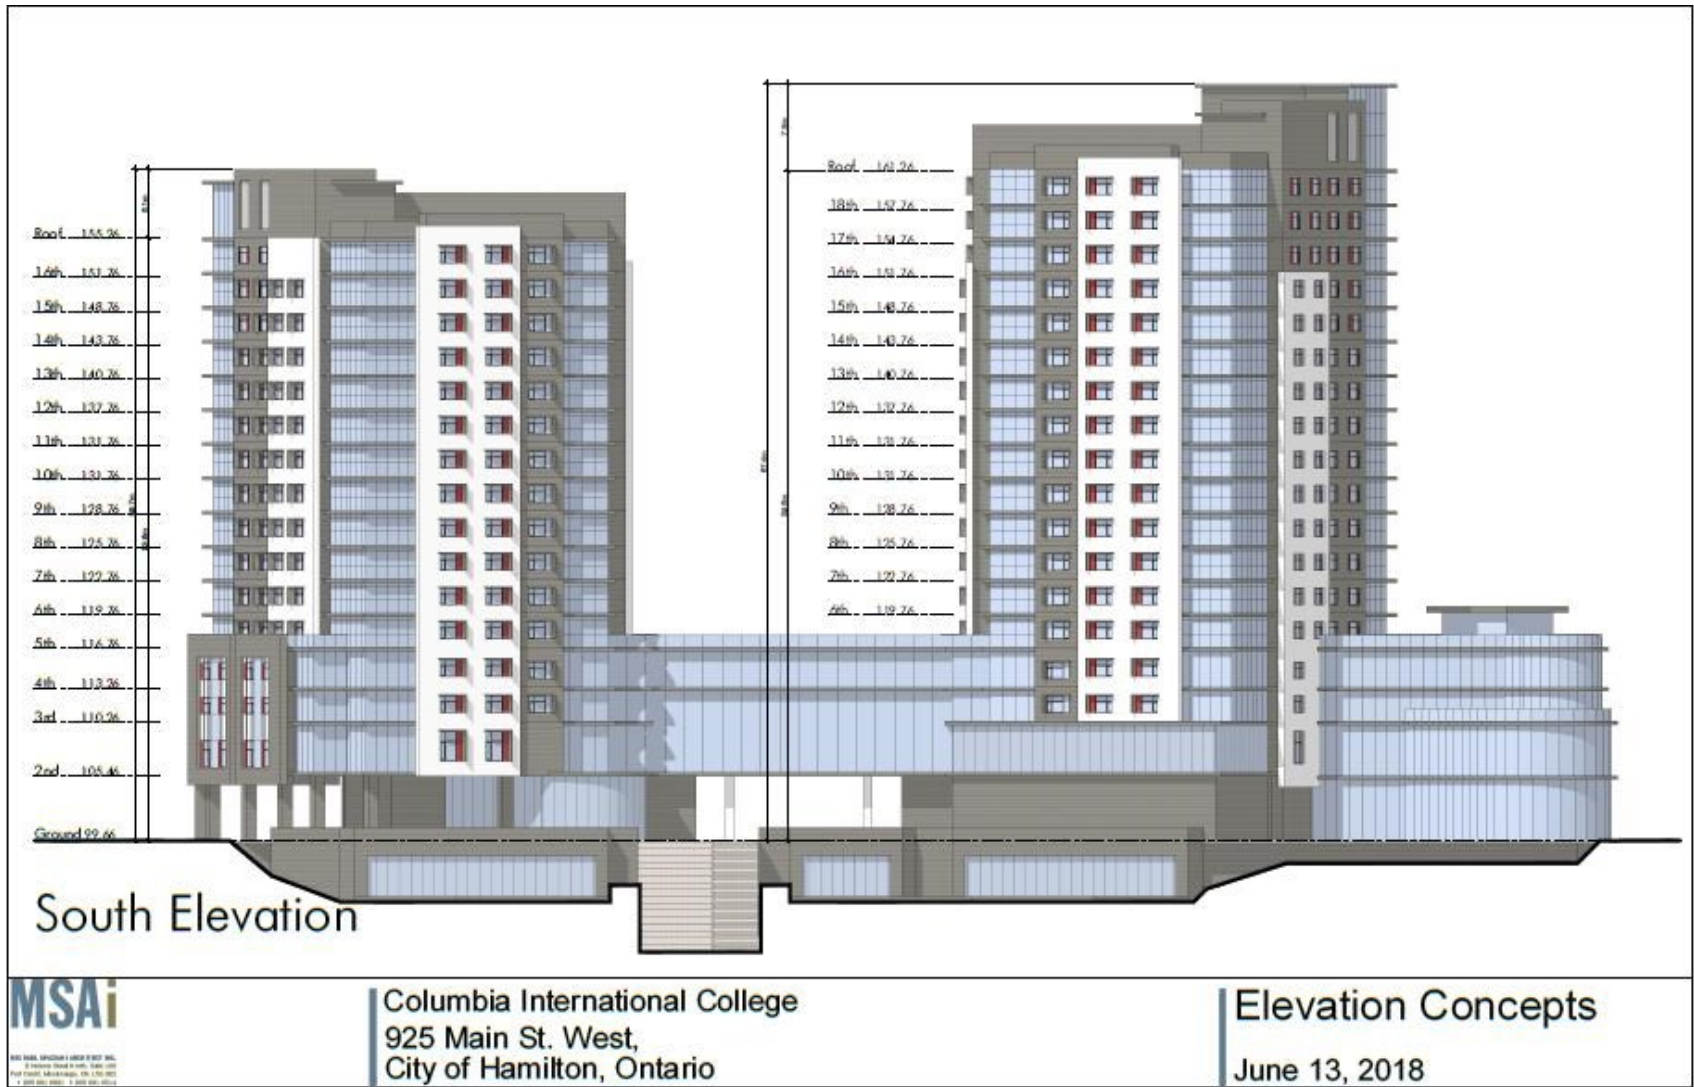 Roof 161.26
18th 157.76
17th 154.76
16th 151.76
15th 148.76
14th 143.76
13th 140.76
12th 137.76
11th 131.76
10th 131.76
9th 128.76
8th 125.76
7th 122.76
6th 119.76
Roof 155.26
16th 151.76
15th 148.76
14th 143.76
13th 140.76
12th 137.76
11th 131.76
10th 131.76
9th 128.76
8th 125.76
7th 122.76
6th 119.76
5th 116.76
4th 113.26
3rd 110.26
2nd 105.46
Ground 99.66
South Elevation
MSAi
Columbia International College
925 Main St. West,
City of Hamilton, Ontario
Elevation Concepts
June 13, 2018